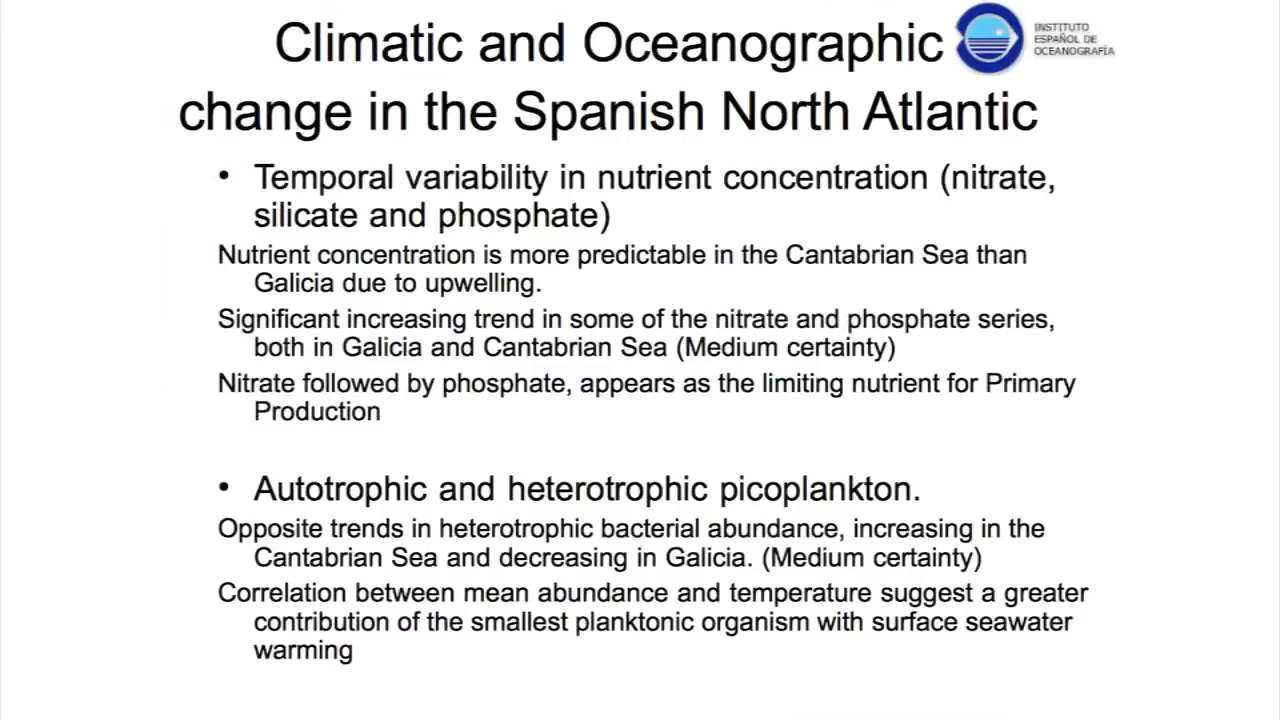 Climatic and Oceanographic
INSTITUTO
ESPAÑOL DE
OCEANOGRAFÍA
change in the Spanish North Atlantic
• Temporal variability in nutrient concentration (nitrate,
silicate and phosphate)
Nutrient concentration is more predictable in the Cantabrian Sea than
Galicia due to upwelling.
Significant increasing trend in some of the nitrate and phosphate series,
both in Galicia and Cantabrian Sea (Medium certainty)
Nitrate followed by phosphate, appears as the limiting nutrient for Primary
Production
• Autotrophic and heterotrophic picoplankton.
Opposite trends in heterotrophic bacterial abundance, increasing in the
Cantabrian Sea and decreasing in Galicia. (Medium certainty)
Correlation between mean abundance and temperature suggest a greater
contribution of the smallest planktonic organism with surface seawater
warming